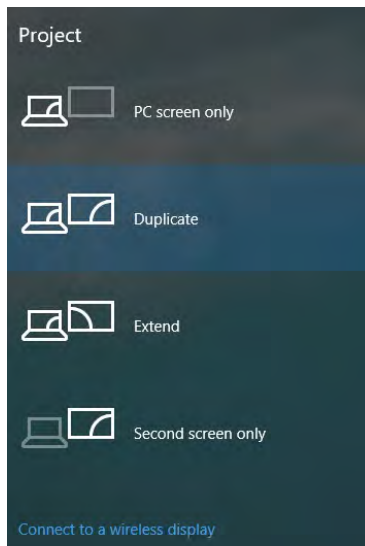 Project
PC screen only
Duplicate
Extend
Second screen only
Connect to a wireless display